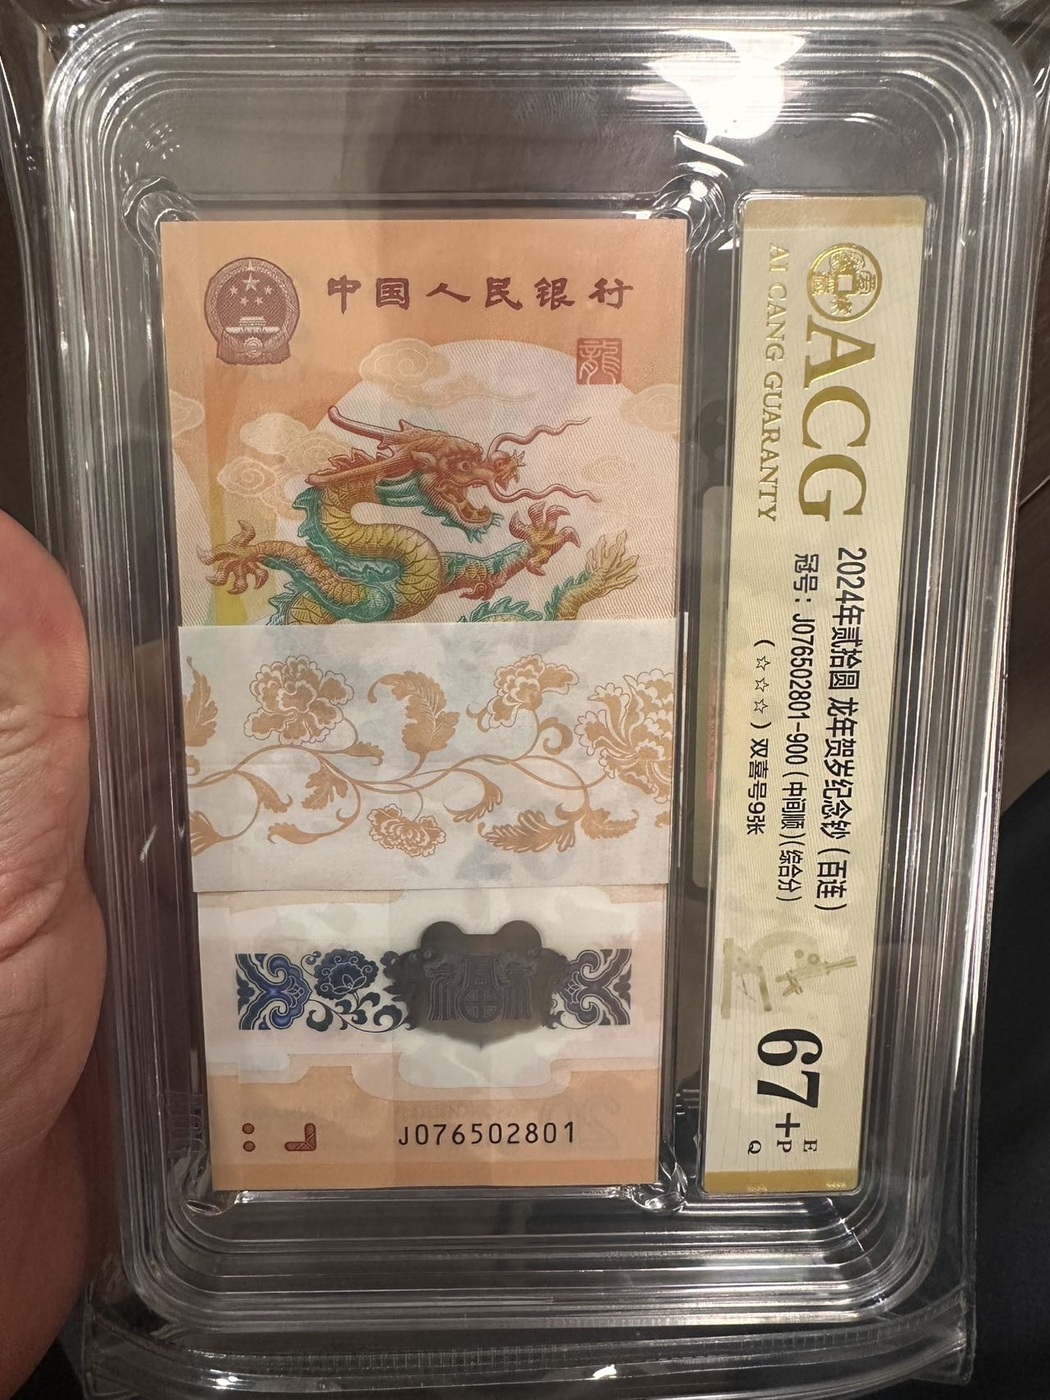 中国人民银行
龍
J076502801
ACG
AI CANG GUARANTY
2024年贰拾圆 龙年贺岁纪念钞（百连）
冠号：J076502801-900（中间顺）(综合分)
（☆☆☆）双喜号9张
67+
E
P
Q